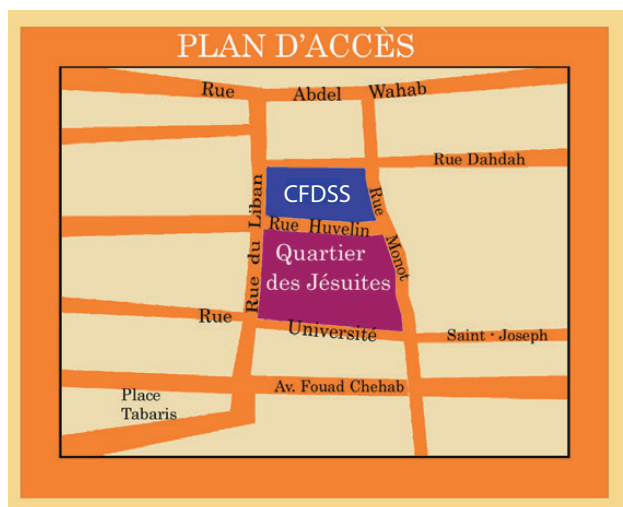 PLAN D'ACCÈS
Rue Abdel Wahab
Rue Dahdah
CFDSS
Rue Monot
Rue du Liban
Rue Huvelin
Quartier
des Jésuites
Rue Université Saint - Joseph
Av. Fouad Chehab
Place
Tabaris